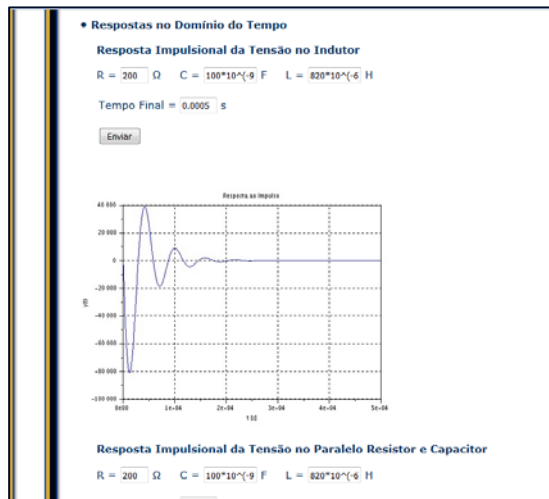 • Respostas no Domínio do Tempo
Resposta Impulsional da Tensão no Indutor
R = 200 Ω C = 100*10^(-9 F L = 820*10^(-6 H
Tempo Final = 0.0005 s
Enviar
Resposta ao Impulso
40 000
20 000
0
-20 000
-40 000
-60 000
-80 000
-100 000
y(t)
0e00 1e-04 2e-04 3e-04 4e-04 5e-04
t (s)
Resposta Impulsional da Tensão no Paralelo Resistor e Capacitor
R = 200 Ω C = 100*10^(-9 F L = 820*10^(-6 H